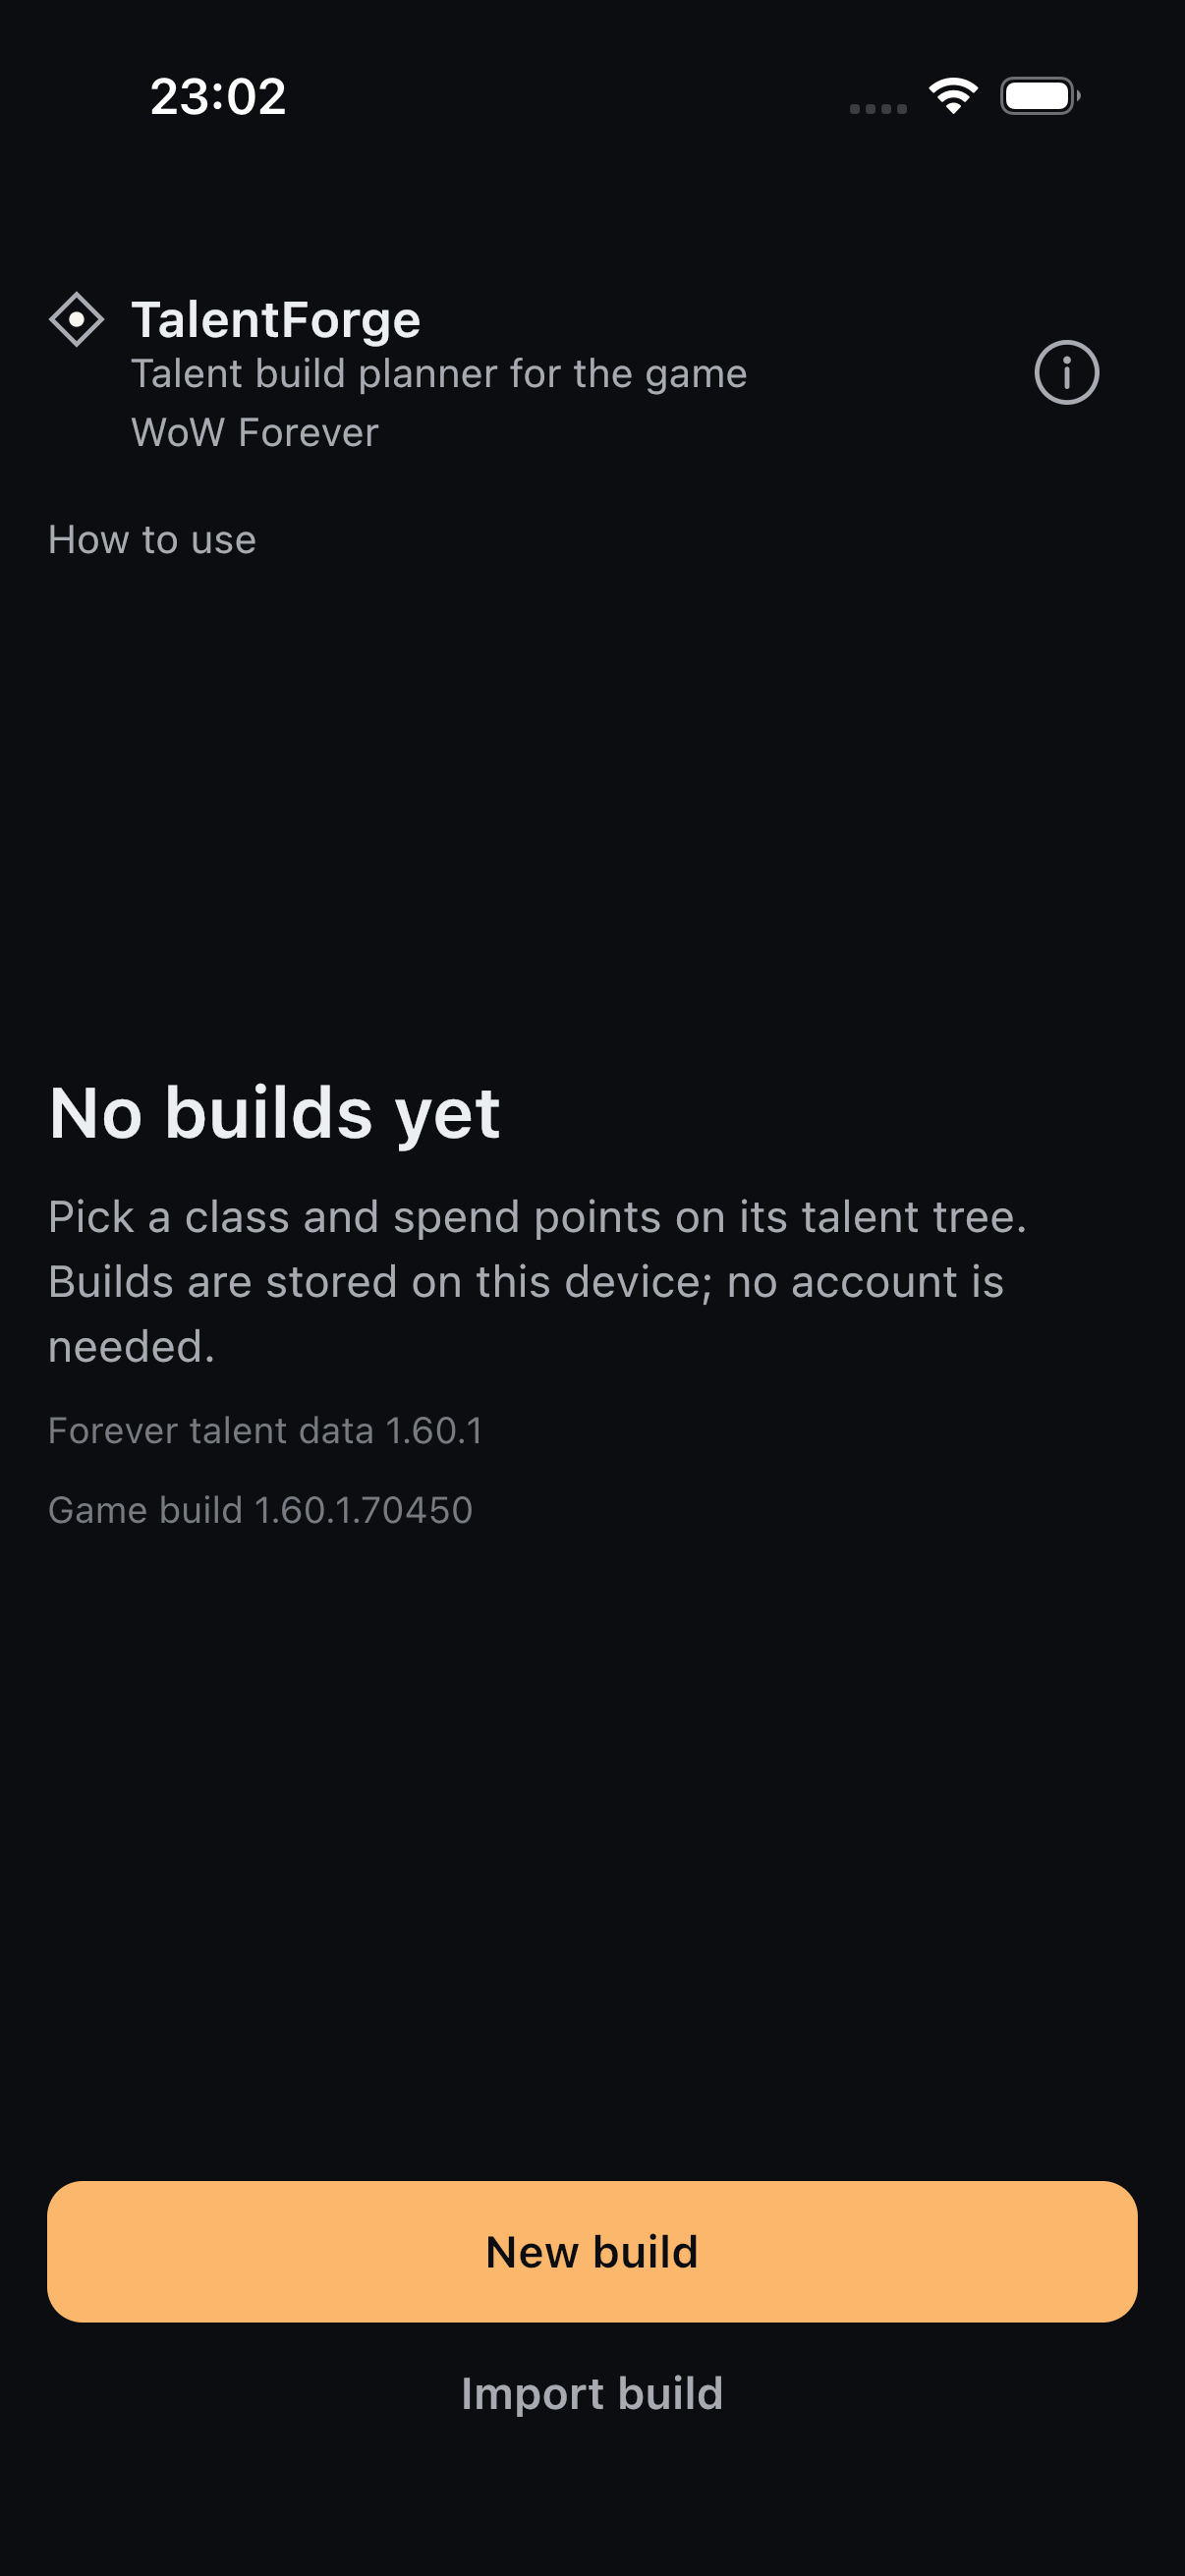 23:02
TalentForge
Talent build planner for the game
WoW Forever
How to use
No builds yet
Pick a class and spend points on its talent tree.
Builds are stored on this device; no account is
needed.
Forever talent data 1.60.1
Game build 1.60.1.70450
New build
Import build